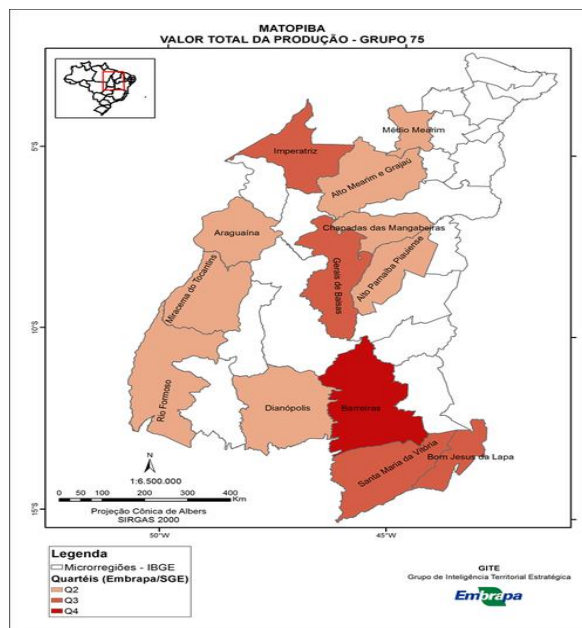 MATOPIBA
VALOR TOTAL DA PRODUÇÃO - GRUPO 75
5°S
Médio Mearim
Imperatriz
Alto Mearim e Grajaú
Araguaína
Chapadas das Mangabeiras
Gerais de Balsas
Alto Parnaíba Piauiense
Miracema do Tocantins
10°S
Rio Formoso
Dianópolis
Barreiras
Santa Maria da Vitória
Bom Jesus da Lapa
N
1:6.500.000
0 50 100 200 300 400
Km
Projeção Cônica de Albers
SIRGAS 2000
15°S
50°W
45°W
Legenda
Microrregiões - IBGE
Quartéis (Embrapa/SGE)
Q2
Q3
Q4
GITE
Grupo de Inteligência Territorial Estratégica
Embrapa